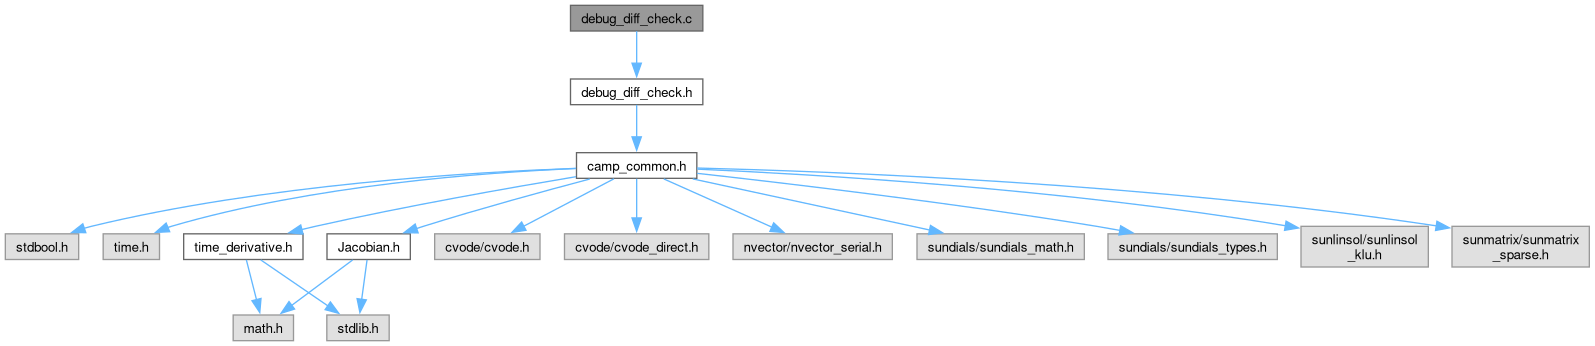 debug_diff_check.c
debug_diff_check.h
camp_common.h
stdbool.h
time.h
time_derivative.h
Jacobian.h
cvode/cvode.h
cvode/cvode_direct.h
nvector/nvector_serial.h
sundials/sundials_math.h
sundials/sundials_types.h
sunlinsol/sunlinsol
_klu.h
sunmatrix/sunmatrix
_sparse.h
math.h
stdlib.h